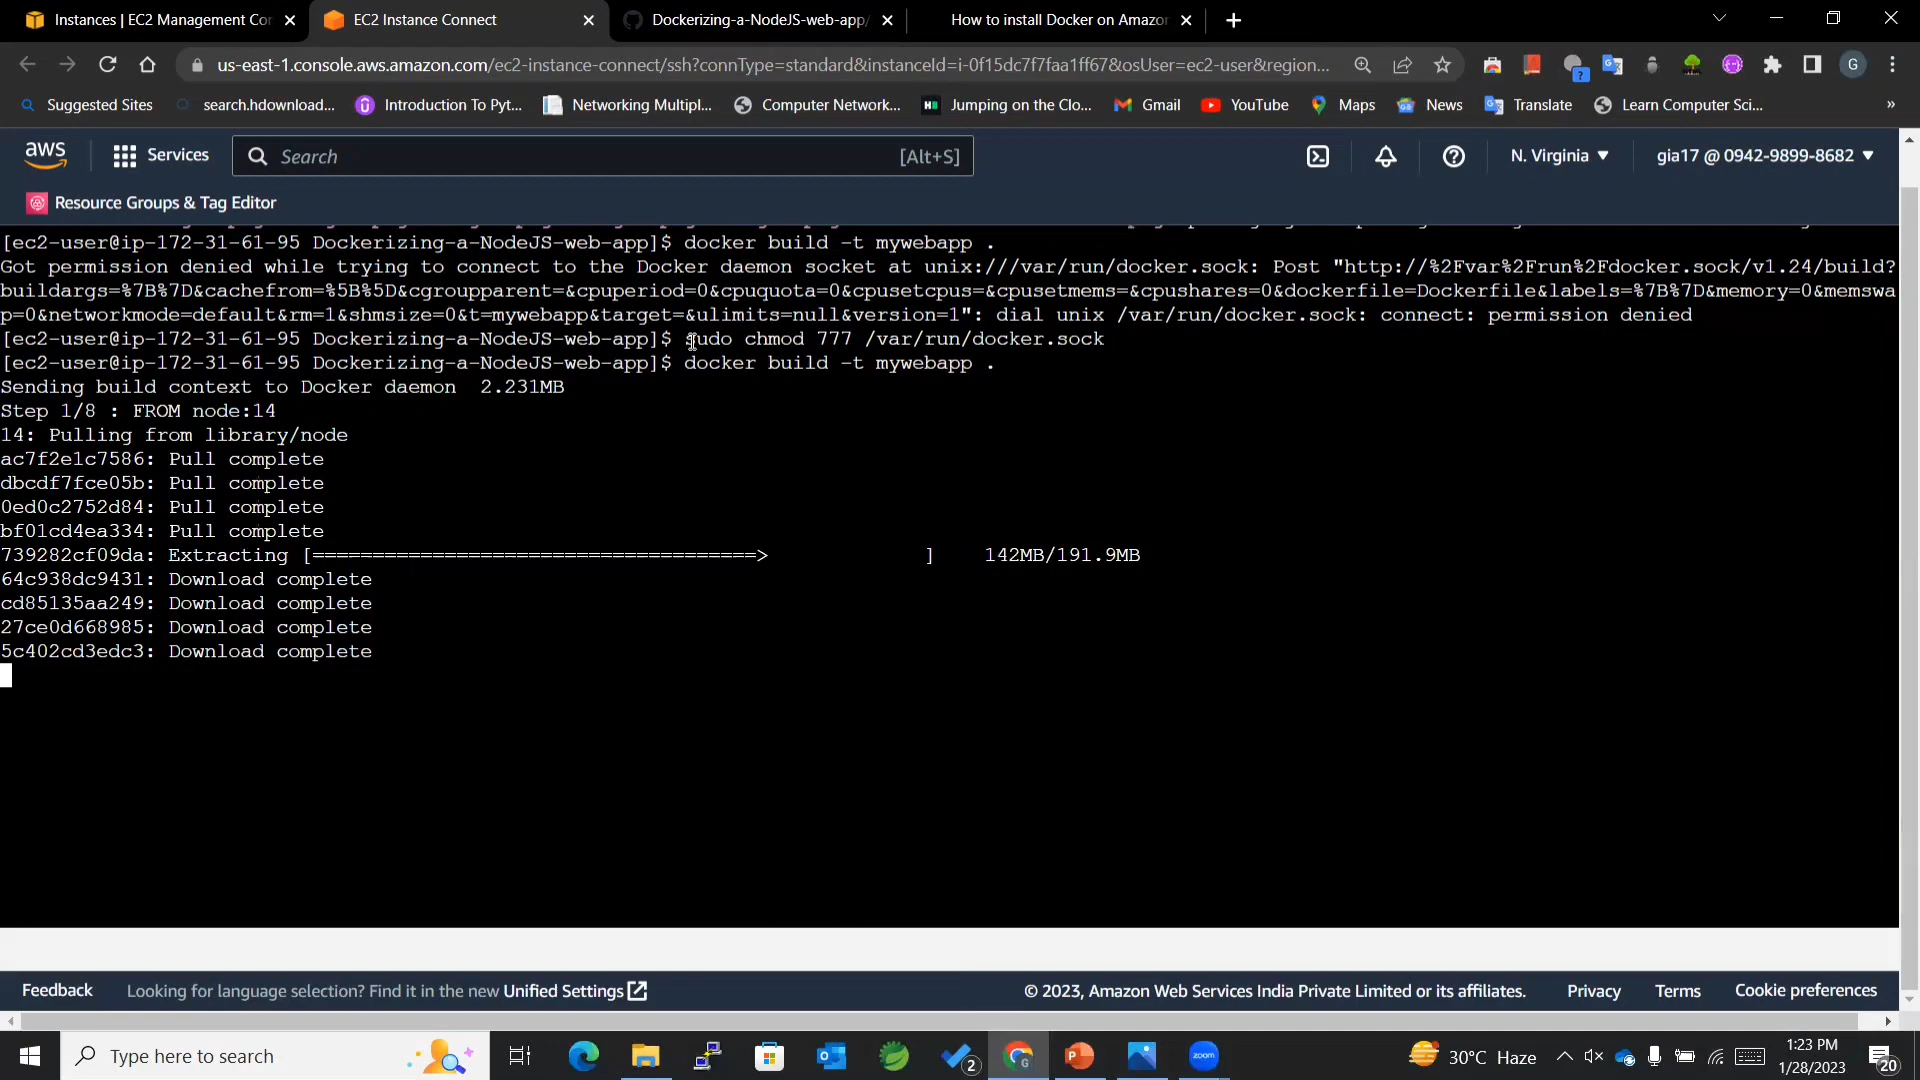 Instances | EC2 Management Co
EC2 Instance Connect
Dockerizing-a-NodeJS-web-app/
How to install Docker on Amazo
us-east-1.console.aws.amazon.com/ec2-instance-connect/ssh?connType=standard&instanceId=i-0f15dc7f7faa1ff67&osUser=ec2-user&region...
G
Suggested Sites
search.hdownload...
Introduction To Pyt...
Networking Multipl...
Computer Network...
Jumping on the Clo...
Gmail
YouTube
Maps
News
Translate
Learn Computer Sci...
»
aws
Services
Search
[Alt+S]
N. Virginia
gia17 @ 0942-9899-8682
Resource Groups & Tag Editor
[ec2-user@ip-172-31-61-95 Dockerizing-a-NodeJS-web-app]$ docker build -t mywebapp .
Got permission denied while trying to connect to the Docker daemon socket at unix:///var/run/docker.sock: Post "http://%2Fvar%2Frun%2Fdocker.sock/v1.24/build?
buildargs=%7B%7D&cachefrom=%5B%5D&cgroupparent=&cpuperiod=0&cpuquota=0&cpusetcpus=&cpusetmems=&cpushares=0&dockerfile=Dockerfile&labels=%7B%7D&memory=0&memswa
p=0&networkmode=default&rm=1&shmsize=0&t=mywebapp&target=&ulimits=null&version=1": dial unix /var/run/docker.sock: connect: permission denied
[ec2-user@ip-172-31-61-95 Dockerizing-a-NodeJS-web-app]$ sudo chmod 777 /var/run/docker.sock
[ec2-user@ip-172-31-61-95 Dockerizing-a-NodeJS-web-app]$ docker build -t mywebapp .
Sending build context to Docker daemon  2.231MB
Step 1/8 : FROM node:14
14: Pulling from library/node
ac7f2e1c7586: Pull complete
dbcdf7fce05b: Pull complete
0ed0c2752d84: Pull complete
bf01cd4ea334: Pull complete
739282cf09da: Extracting [=====================================>             ]    142MB/191.9MB
64c938dc9431: Download complete
cd85135aa249: Download complete
27ce0d668985: Download complete
5c402cd3edc3: Download complete
Feedback
Looking for language selection? Find it in the new Unified Settings
© 2023, Amazon Web Services India Private Limited or its affiliates.
Privacy
Terms
Cookie preferences
Type here to search
2
zoom
30°C Haze
1:23 PM
1/28/2023
20